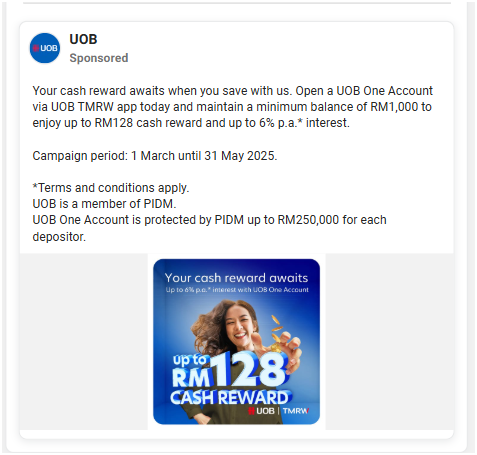 UOB
UOB
Sponsored
Your cash reward awaits when you save with us. Open a UOB One Account
via UOB TMRW app today and maintain a minimum balance of RM1,000 to
enjoy up to RM128 cash reward and up to 6% p.a.* interest.
Campaign period: 1 March until 31 May 2025.
*Terms and conditions apply.
UOB is a member of PIDM.
UOB One Account is protected by PIDM up to RM250,000 for each
depositor.
Your cash reward awaits
Up to 6% p.a.* interest with UOB One Account
up to
RM128
CASH REWARD
UOB | TMRW